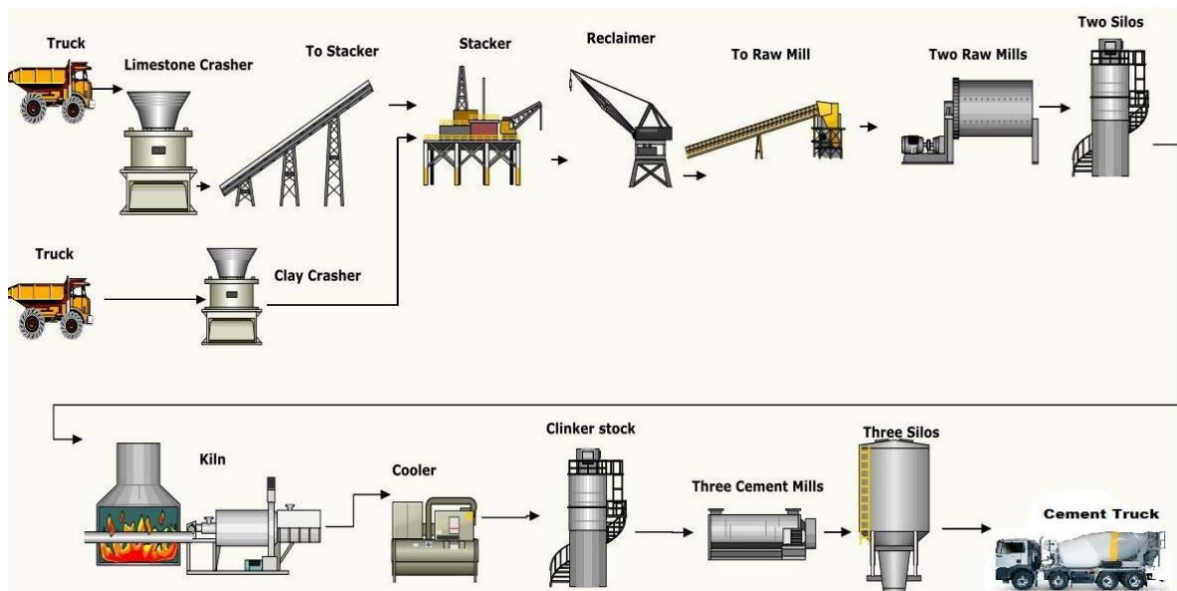 Truck
Limestone Crasher
To Stacker
Stacker
Reclaimer
To Raw Mill
Two Raw Mills
Two Silos
Truck
Clay Crasher
Kiln
Cooler
Clinker stock
Three Cement Mills
Three Silos
Cement Truck